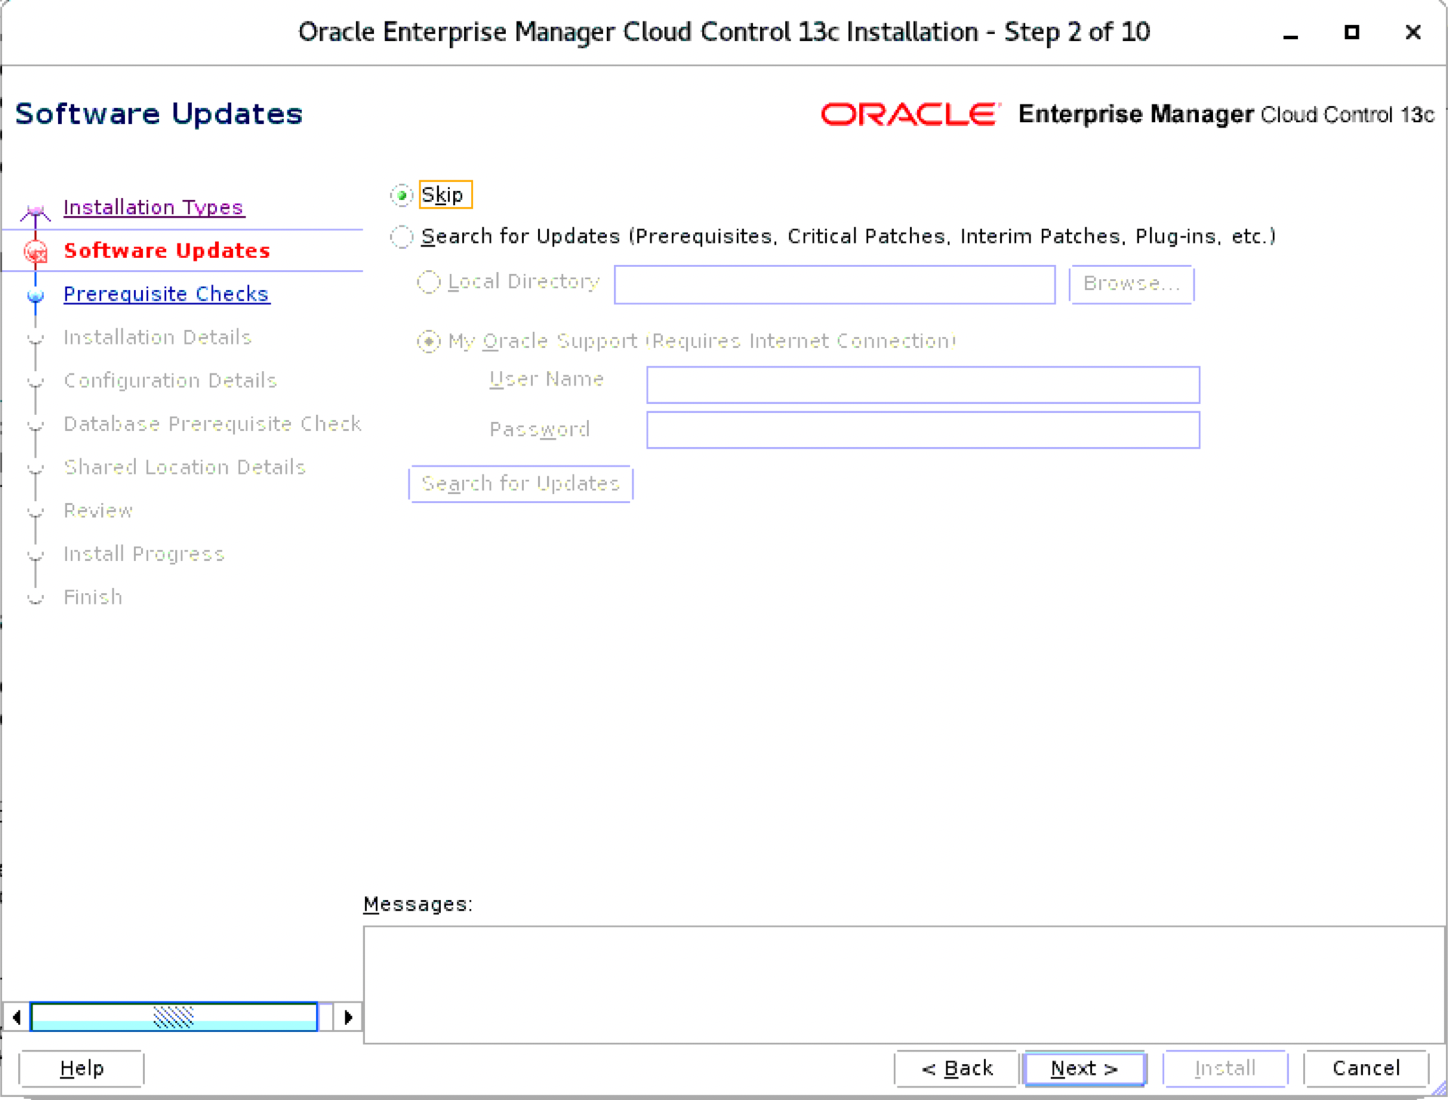 Oracle Enterprise Manager Cloud Control 13c Installation - Step 2 of 10
Software Updates
ORACLE Enterprise Manager Cloud Control 13c
Installation Types
Software Updates
Prerequisite Checks
Installation Details
Configuration Details
Database Prerequisite Check
Shared Location Details
Review
Install Progress
Finish
Skip
Search for Updates (Prerequisites, Critical Patches, Interim Patches, Plug-ins, etc.)
Local Directory
Browse...
My Oracle Support (Requires Internet Connection)
User Name
Password
Search for Updates
Messages:
Help
< Back
Next >
Install
Cancel